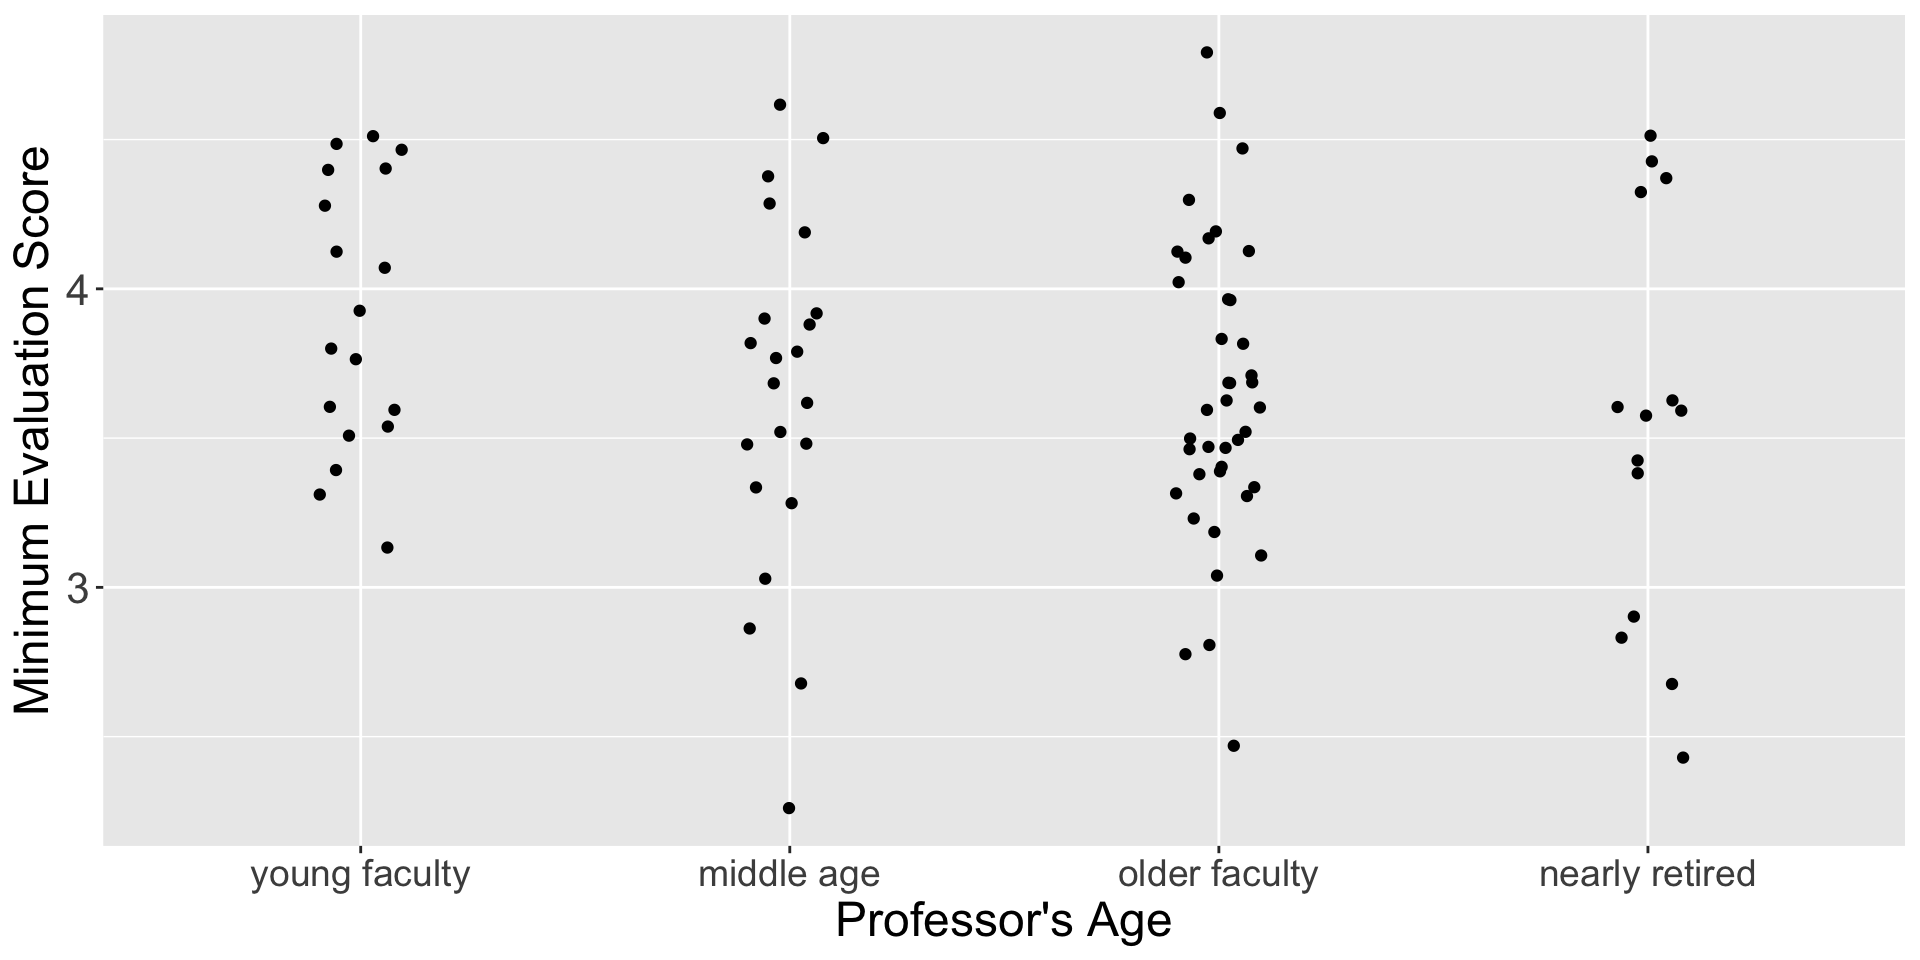 Minimum Evaluation Score
4
3
young faculty
middle age
older faculty
nearly retired
Professor's Age